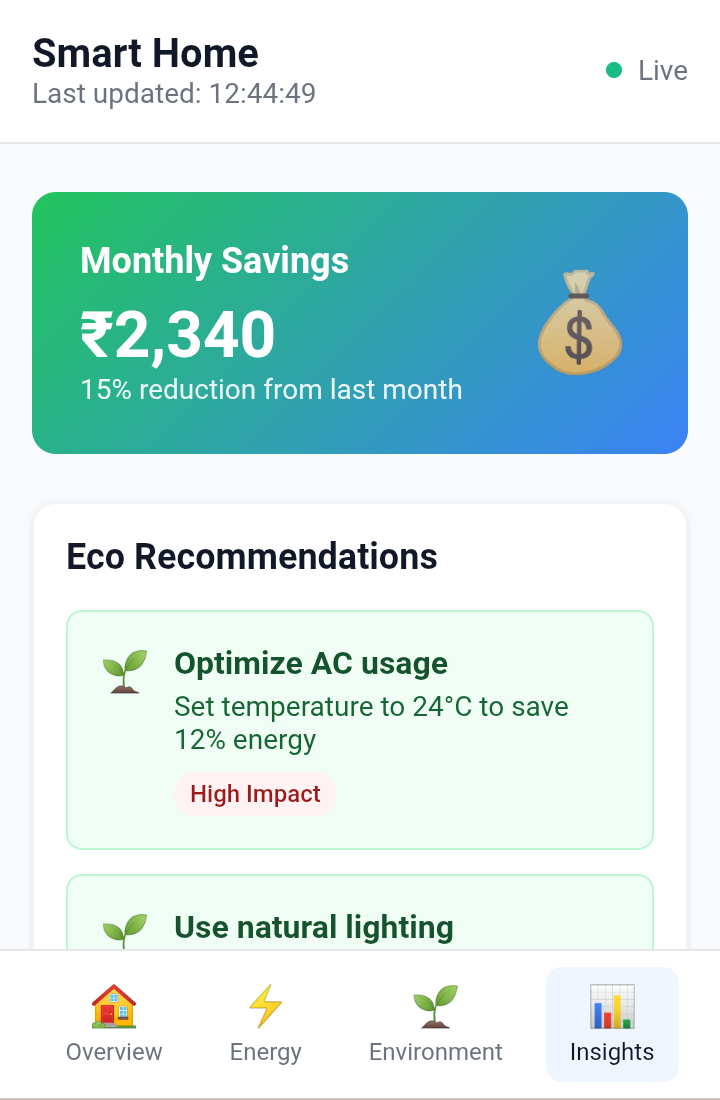 Smart Home
Last updated: 12:44:49
Live
Monthly Savings
₹2,340
15% reduction from last month
$
Eco Recommendations
Optimize AC usage
Set temperature to 24°C to save
12% energy
High Impact
Use natural lighting
Overview
Energy
Environment
Insights